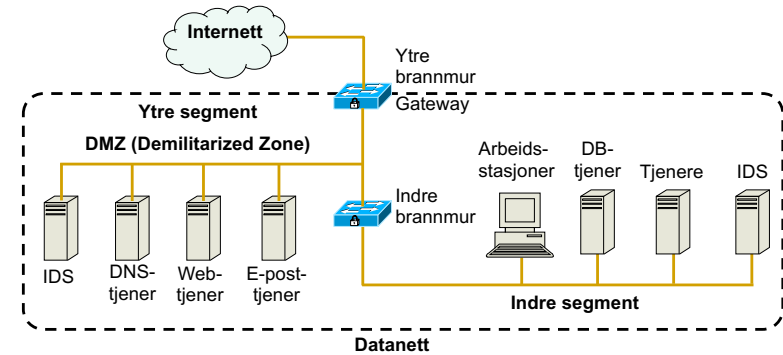 Internett
Ytre
brannmur
Gateway
Ytre segment
DMZ (Demilitarized Zone)
Arbeids-
stasjoner
DB-
tjener
Tjenere
IDS
Indre
brannmur
IDS
DNS-
tjener
Web-
tjener
E-post-
tjener
Indre segment
Datanett